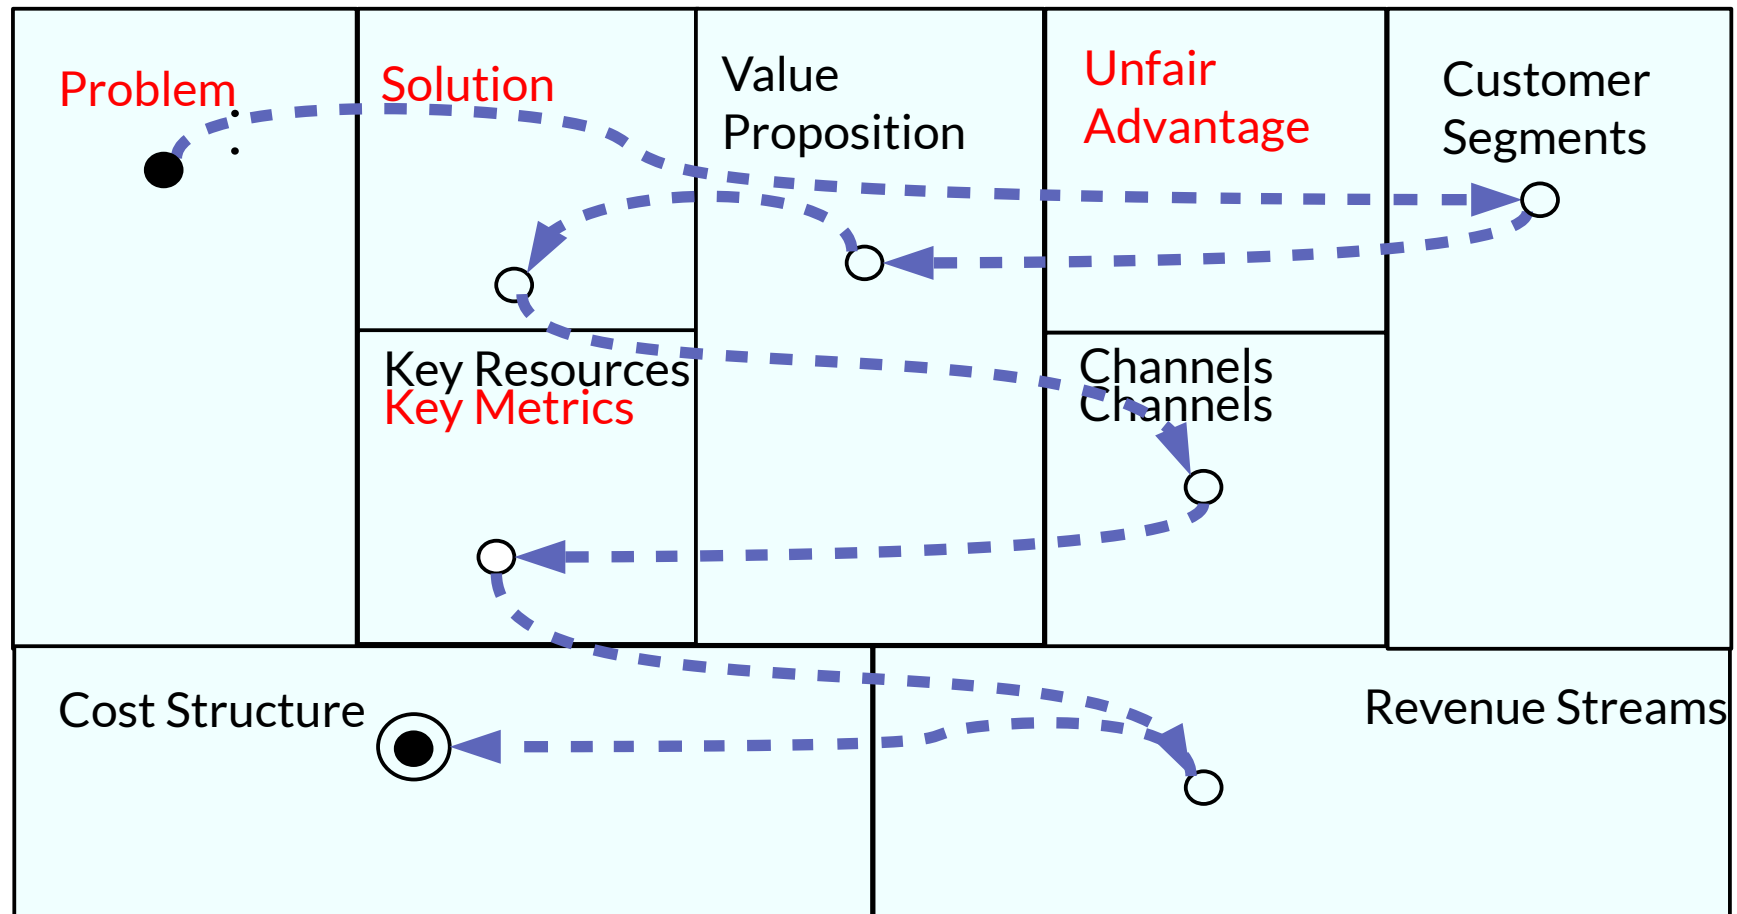 Problem
Solution
Value
Proposition
Unfair
Advantage
Customer
Segments
Key Resources
Key Metrics
Channels
Channels
Cost Structure
Revenue Streams